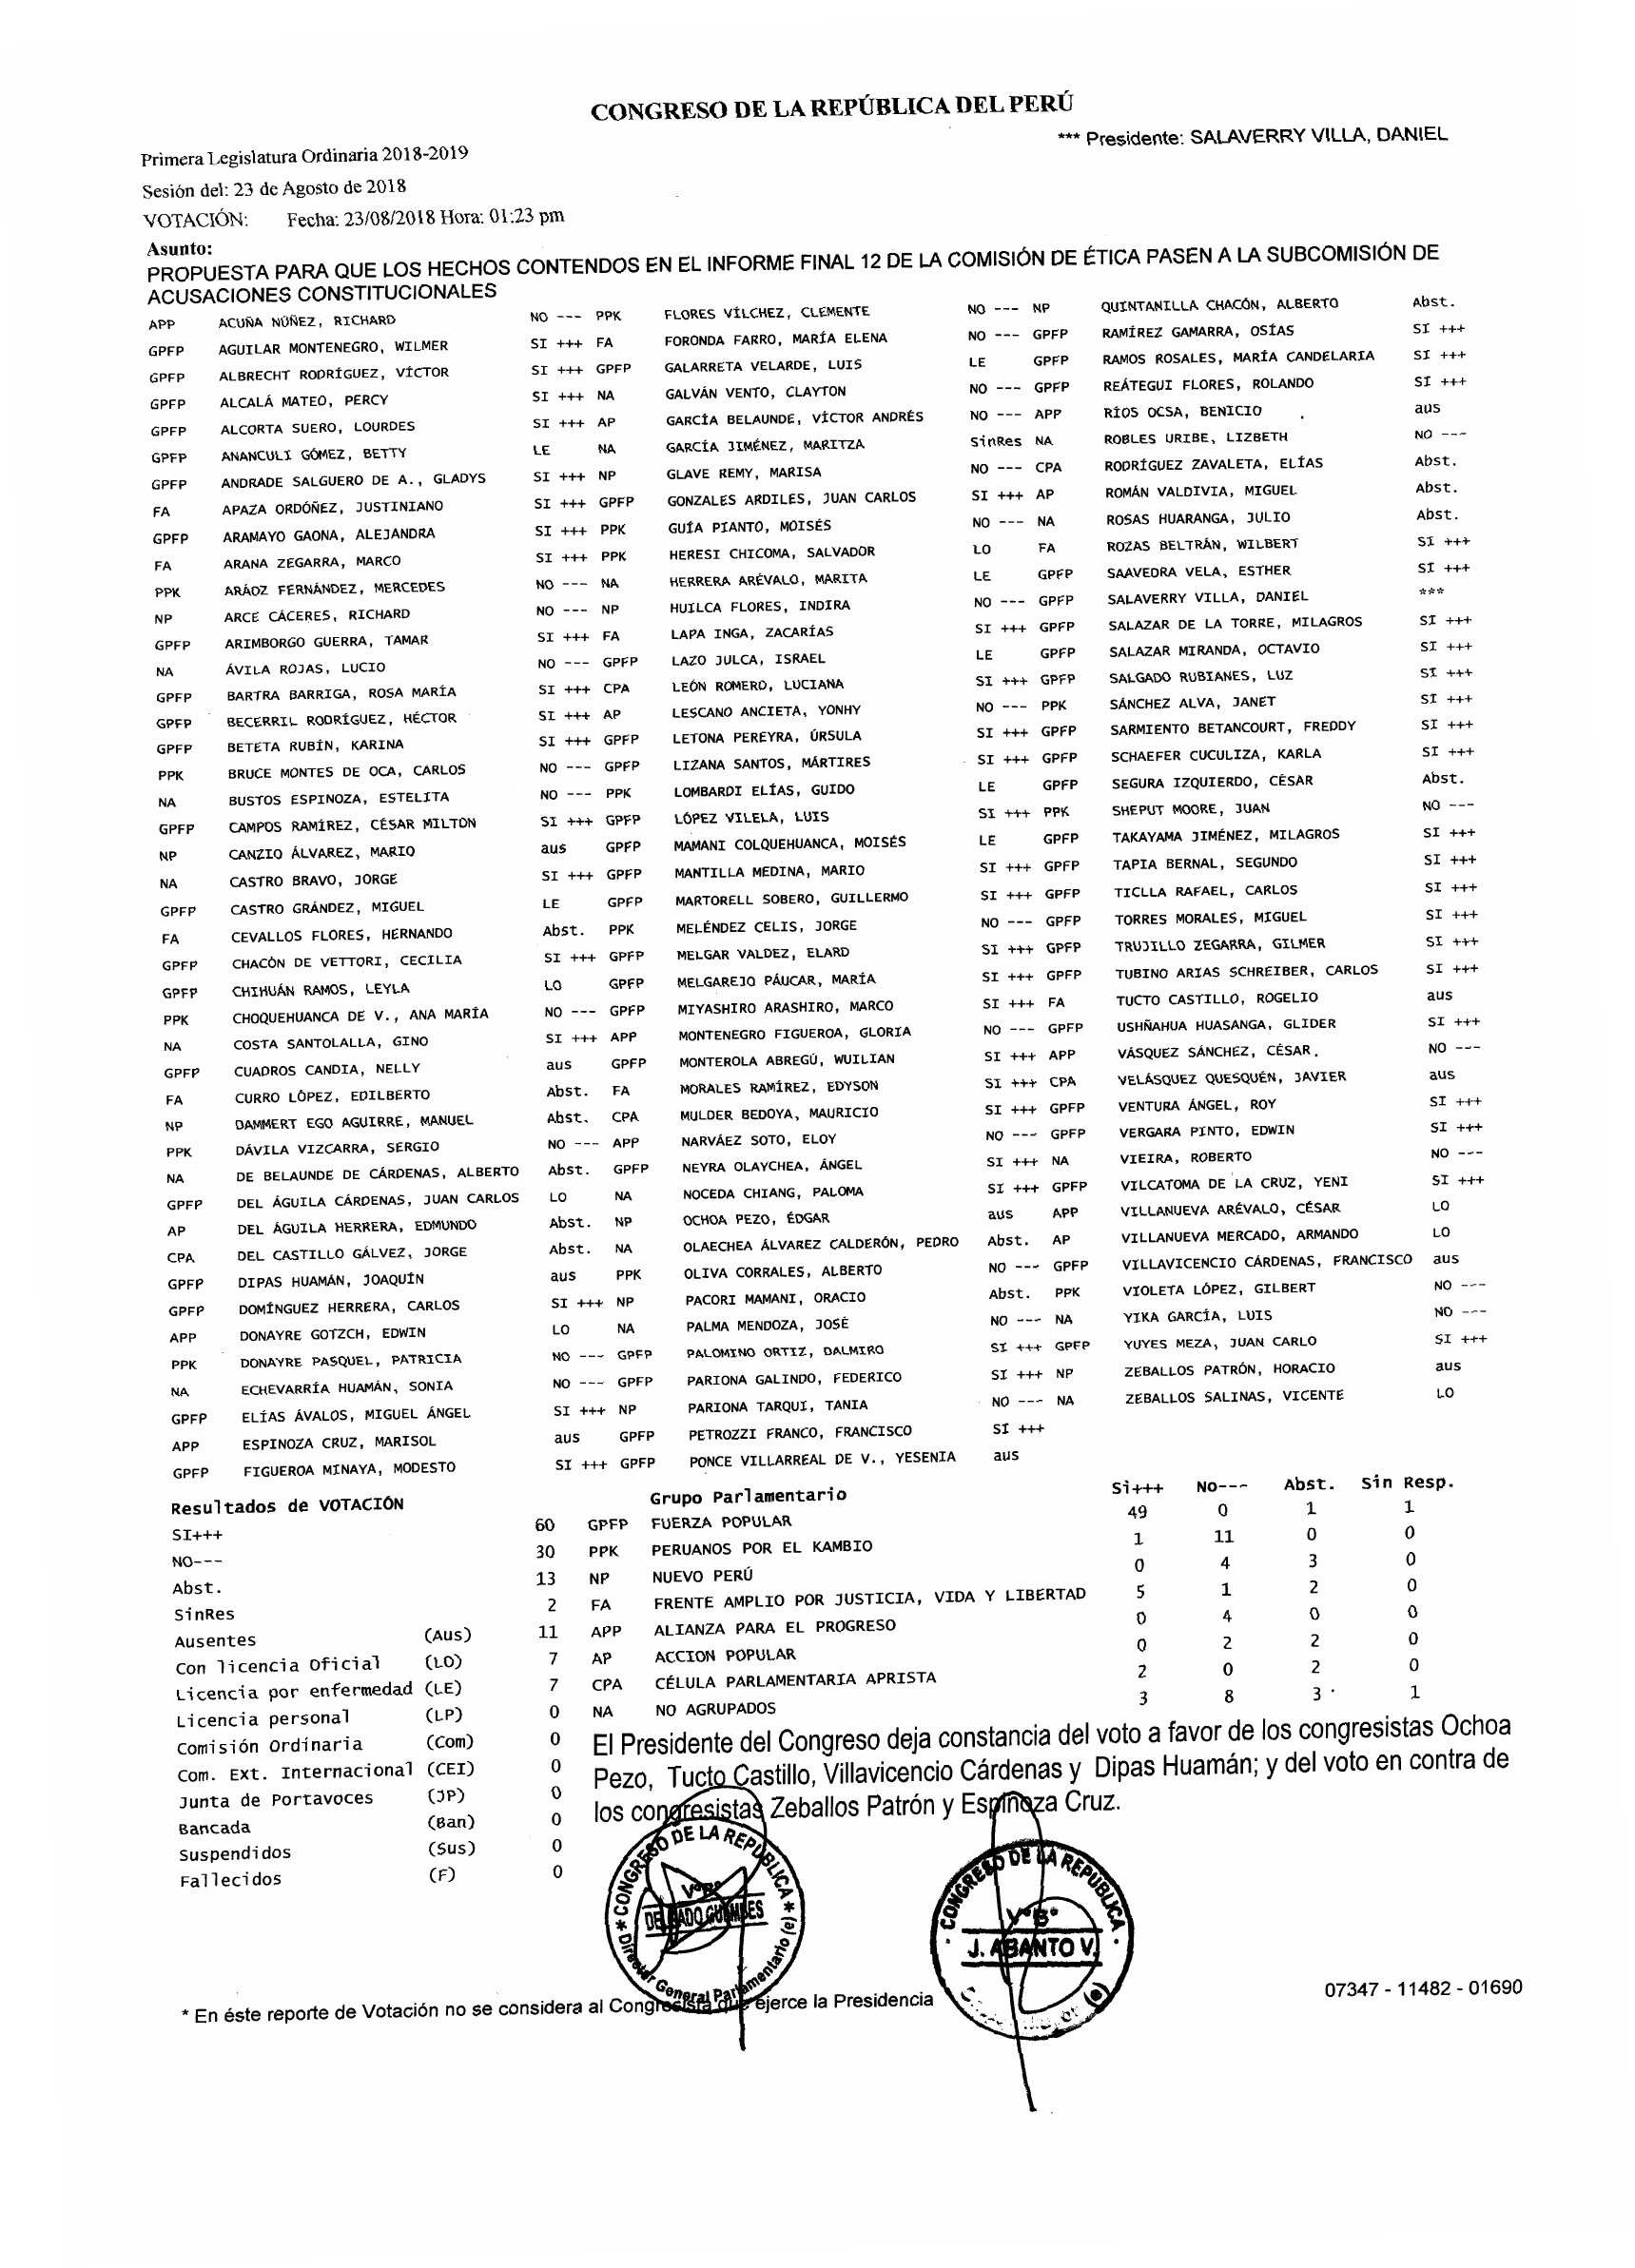 CONGRESO DE LA REPÚBLICA DEL PERÚ
*** Presidente: SALAVERRY VILLA, DANIEL
Primera Legislatura Ordinaria 2018-2019
Sesión del: 23 de Agosto de 2018
VOTACIÓN: Fecha: 23/08/2018 Hora: 01:23 pm
Asunto:
PROPUESTA PARA QUE LOS HECHOS CONTENDOS EN EL INFORME FINAL 12 DE LA COMISIÓN DE ÉTICA PASEN A LA SUBCOMISIÓN DE
ACUSACIONES CONSTITUCIONALES
APP ACUÑA NÚÑEZ, RICHARD NO --- PPK FLORES VÍLCHEZ, CLEMENTE NO --- NP QUINTANILLA CHACÓN, ALBERTO Abst.
GPFP AGUILAR MONTENEGRO, WILMER SI +++ FA FORONDA FARRO, MARÍA ELENA NO --- GPFP RAMÍREZ GAMARRA, OSÍAS SI +++
GPFP ALBRECHT RODRÍGUEZ, VÍCTOR SI +++ GPFP GALARRETA VELARDE, LUIS LE GPFP RAMOS ROSALES, MARÍA CANDELARIA SI +++
GPFP ALCALÁ MATEO, PERCY SI +++ NA GALVÁN VENTO, CLAYTON NO --- GPFP REÁTEGUI FLORES, ROLANDO SI +++
GPFP ALCORTA SUERO, LOURDES SI +++ AP GARCÍA BELAUNDE, VÍCTOR ANDRÉS NO --- APP RÍOS OCSA, BENICIO aus
GPFP ANANCULI GÓMEZ, BETTY LE NA GARCÍA JIMÉNEZ, MARITZA SinRes NA ROBLES URIBE, LIZBETH NO ---
GPFP ANDRADE SALGUERO DE A., GLADYS SI +++ NP GLAVE REMY, MARISA NO --- CPA RODRÍGUEZ ZAVALETA, ELÍAS Abst.
FA APAZA ORDÓÑEZ, JUSTINIANO SI +++ GPFP GONZALES ARDILES, JUAN CARLOS SI +++ AP ROMÁN VALDIVIA, MIGUEL Abst.
GPFP ARAMAYO GAONA, ALEJANDRA SI +++ PPK GUÍA PIANTO, MOISÉS NO --- NA ROSAS HUARANGA, JULIO Abst.
FA ARANA ZEGARRA, MARCO SI +++ PPK HERESI CHICOMA, SALVADOR LO FA ROZAS BELTRÁN, WILBERT SI +++
PPK ARÁOZ FERNÁNDEZ, MERCEDES NO --- NA HERRERA ARÉVALO, MARITA LE GPFP SAAVEDRA VELA, ESTHER SI +++
NP ARCE CÁCERES, RICHARD NO --- NP HUILCA FLORES, INDIRA NO --- GPFP SALAVERRY VILLA, DANIEL ***
GPFP ARIMBORGO GUERRA, TAMAR SI +++ FA LAPA INGA, ZACARÍAS SI +++ GPFP SALAZAR DE LA TORRE, MILAGROS SI +++
NA ÁVILA ROJAS, LUCIO NO --- GPFP LAZO JULCA, ISRAEL LE GPFP SALAZAR MIRANDA, OCTAVIO SI +++
GPFP BARTRA BARRIGA, ROSA MARÍA SI +++ CPA LEÓN ROMERO, LUCIANA SI +++ GPFP SALGADO RUBIANES, LUZ SI +++
GPFP BECERRIL RODRÍGUEZ, HÉCTOR SI +++ AP LESCANO ANCIETA, YONHY NO --- PPK SÁNCHEZ ALVA, JANET SI +++
GPFP BETETA RUBÍN, KARINA SI +++ GPFP LETONA PEREYRA, ÚRSULA SI +++ GPFP SARMIENTO BETANCOURT, FREDDY SI +++
PPK BRUCE MONTES DE OCA, CARLOS NO --- GPFP LIZANA SANTOS, MÁRTIRES SI +++ GPFP SCHAEFER CUCULIZA, KARLA SI +++
NA BUSTOS ESPINOZA, ESTELITA NO --- PPK LOMBARDI ELÍAS, GUIDO LE GPFP SEGURA IZQUIERDO, CÉSAR Abst.
GPFP CAMPOS RAMÍREZ, CÉSAR MILTON SI +++ GPFP LÓPEZ VILELA, LUIS SI +++ PPK SHEPUT MOORE, JUAN NO ---
NP CANZIO ÁLVAREZ, MARIO aus GPFP MAMANI COLQUEHUANCA, MOISÉS LE GPFP TAKAYAMA JIMÉNEZ, MILAGROS SI +++
NA CASTRO BRAVO, JORGE SI +++ GPFP MANTILLA MEDINA, MARIO SI +++ GPFP TAPIA BERNAL, SEGUNDO SI +++
GPFP CASTRO GRÁNDEZ, MIGUEL LE GPFP MARTORELL SOBERO, GUILLERMO SI +++ GPFP TICLLA RAFAEL, CARLOS SI +++
FA CEVALLOS FLORES, HERNANDO Abst. PPK MELÉNDEZ CELIS, JORGE NO --- GPFP TORRES MORALES, MIGUEL SI +++
GPFP CHACÓN DE VETTORI, CECILIA SI +++ GPFP MELGAR VALDEZ, ELARD SI +++ GPFP TRUJILLO ZEGARRA, GILMER SI +++
GPFP CHIHUÁN RAMOS, LEYLA LO GPFP MELGAREJO PÁUCAR, MARÍA SI +++ GPFP TUBINO ARIAS SCHREIBER, CARLOS SI +++
PPK CHOQUEHUANCA DE V., ANA MARÍA NO --- GPFP MIYASHIRO ARASHIRO, MARCO SI +++ FA TUCTO CASTILLO, ROGELIO aus
NA COSTA SANTOLALLA, GINO SI +++ APP MONTENEGRO FIGUEROA, GLORIA NO --- GPFP USHÑAHUA HUASANGA, GLIDER SI +++
GPFP CUADROS CANDIA, NELLY aus GPFP MONTEROLA ABREGÚ, WUILIAN SI +++ APP VÁSQUEZ SÁNCHEZ, CÉSAR. NO ---
FA CURRO LÓPEZ, EDILBERTO Abst. FA MORALES RAMÍREZ, EDYSON SI +++ CPA VELÁSQUEZ QUESQUÉN, JAVIER aus
NP DAMMERT EGO AGUIRRE, MANUEL Abst. CPA MULDER BEDOYA, MAURICIO SI +++ GPFP VENTURA ÁNGEL, ROY SI +++
PPK DÁVILA VIZCARRA, SERGIO NO --- APP NARVÁEZ SOTO, ELOY NO --- GPFP VERGARA PINTO, EDWIN SI +++
NA DE BELAUNDE DE CÁRDENAS, ALBERTO Abst. GPFP NEYRA OLAYCHEA, ÁNGEL SI +++ NA VIEIRA, ROBERTO NO ---
GPFP DEL ÁGUILA CÁRDENAS, JUAN CARLOS LO NA NOCEDA CHIANG, PALOMA SI +++ GPFP VILCATOMA DE LA CRUZ, YENI SI +++
AP DEL ÁGUILA HERRERA, EDMUNDO Abst. NP OCHOA PEZO, ÉDGAR aus APP VILLANUEVA ARÉVALO, CÉSAR LO
CPA DEL CASTILLO GÁLVEZ, JORGE Abst. NA OLAECHEA ÁLVAREZ CALDERÓN, PEDRO Abst. AP VILLANUEVA MERCADO, ARMANDO LO
GPFP DIPAS HUAMÁN, JOAQUÍN aus PPK OLIVA CORRALES, ALBERTO NO --- GPFP VILLAVICENCIO CÁRDENAS, FRANCISCO aus
GPFP DOMÍNGUEZ HERRERA, CARLOS SI +++ NP PACORI MAMANI, ORACIO Abst. PPK VIOLETA LÓPEZ, GILBERT NO ---
APP DONAYRE GOTZCH, EDWIN LO NA PALMA MENDOZA, JOSÉ NO --- NA YIKA GARCÍA, LUIS NO ---
PPK DONAYRE PASQUEL, PATRICIA NO --- GPFP PALOMINO ORTIZ, DALMIRO SI +++ GPFP YUYES MEZA, JUAN CARLO SI +++
NA ECHEVARRÍA HUAMÁN, SONIA NO --- GPFP PARIONA GALINDO, FEDERICO SI +++ NP ZEBALLOS PATRÓN, HORACIO aus
GPFP ELÍAS ÁVALOS, MIGUEL ÁNGEL SI +++ NP PARIONA TARQUI, TANIA NO --- NA ZEBALLOS SALINAS, VICENTE LO
APP ESPINOZA CRUZ, MARISOL aus GPFP PETROZZI FRANCO, FRANCISCO SI +++
GPFP FIGUEROA MINAYA, MODESTO SI +++ GPFP PONCE VILLARREAL DE V., YESENIA aus
Resultados de VOTACIÓN Grupo Parlamentario Sì+++ No--- Abst. Sin Resp.
SI+++ 60 GPFP FUERZA POPULAR 49 0 1 1
NO--- 30 PPK PERUANOS POR EL KAMBIO 1 11 0 0
Abst. 13 NP NUEVO PERÚ 0 4 3 0
SinRes 2 FA FRENTE AMPLIO POR JUSTICIA, VIDA Y LIBERTAD 5 1 2 0
Ausentes (Aus) 11 APP ALIANZA PARA EL PROGRESO 0 4 0 0
Con licencia Oficial (LO) 7 AP ACCION POPULAR 0 2 2 0
Licencia por enfermedad (LE) 7 CPA CÉLULA PARLAMENTARIA APRISTA 2 0 2 0
Licencia personal (LP) 0 NA NO AGRUPADOS 3 8 3 1
Comisión Ordinaria (Com) 0
Com. Ext. Internacional (CEI) 0
Junta de Portavoces (JP) 0
Bancada (Ban) 0
Suspendidos (Sus) 0
Fallecidos (F) 0
El Presidente del Congreso deja constancia del voto a favor de los congresistas Ochoa
Pezo, Tucto Castillo, Villavicencio Cárdenas y Dipas Huamán; y del voto en contra de
los congresistas Zeballos Patrón y Espinoza Cruz.
* CONGRESO DE LA REPÚBLICA *
V°B°
Director General Parlamentario (e)
CONGRESO DE LA REPUBLICA
V°B°
J. ABANTO V.
(e)
* En éste reporte de Votación no se considera al Congresista que ejerce la Presidencia
07347 - 11482 - 01690